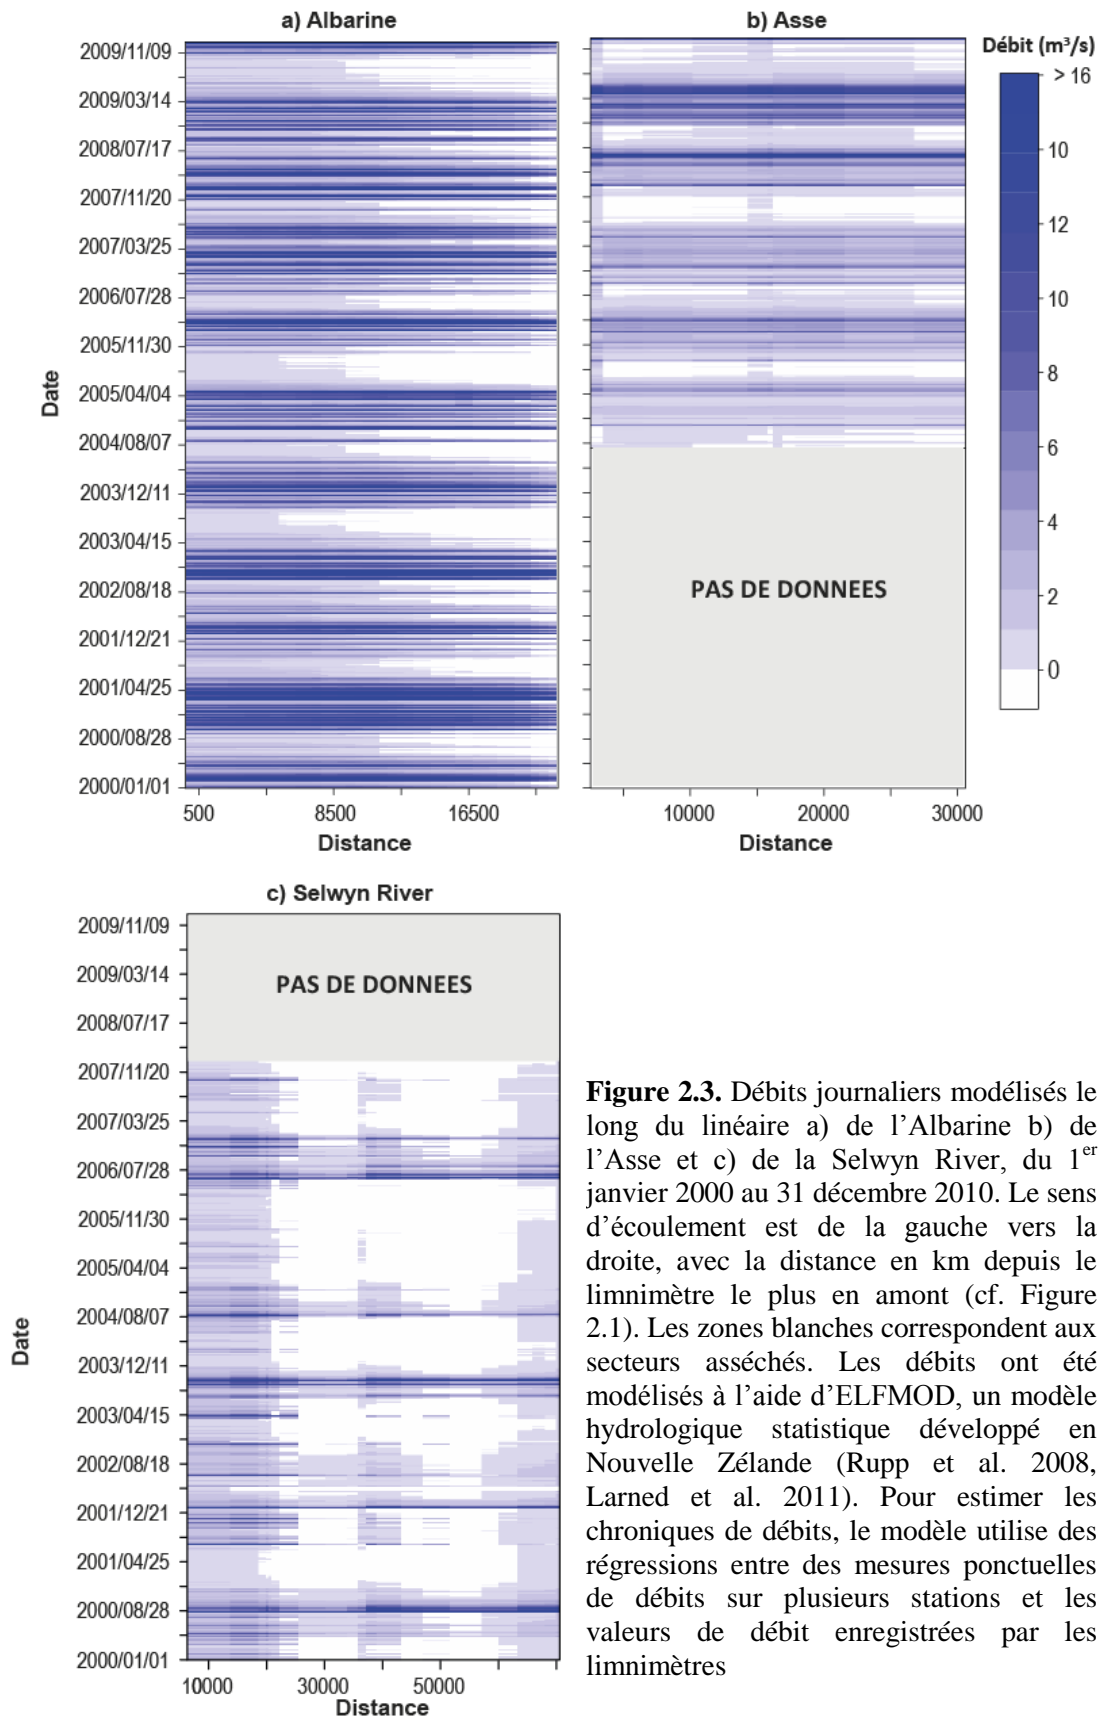 a) Albarine
b) Asse
Débit (m³/s)
2009/11/09
2009/03/14
2008/07/17
2007/11/20
2007/03/25
2006/07/28
2005/11/30
2005/04/04
2004/08/07
2003/12/11
2003/04/15
2002/08/18
2001/12/21
2001/04/25
2000/08/28
2000/01/01
Date
500 8500 16500
Distance
PAS DE DONNEES
10000 20000 30000
Distance
> 16
10
12
10
8
6
4
2
0
c) Selwyn River
2009/11/09
2009/03/14
2008/07/17
2007/11/20
2007/03/25
2006/07/28
2005/11/30
2005/04/04
2004/08/07
2003/12/11
2003/04/15
2002/08/18
2001/12/21
2001/04/25
2000/08/28
2000/01/01
Date
PAS DE DONNEES
10000 30000 50000
Distance
Figure 2.3. Débits journaliers modélisés le
long du linéaire a) de l’Albarine b) de
l’Asse et c) de la Selwyn River, du 1er
janvier 2000 au 31 décembre 2010. Le sens
d’écoulement est de la gauche vers la
droite, avec la distance en km depuis le
limnimètre le plus en amont (cf. Figure
2.1). Les zones blanches correspondent aux
secteurs asséchés. Les débits ont été
modélisés à l’aide d’ELFMOD, un modèle
hydrologique statistique développé en
Nouvelle Zélande (Rupp et al. 2008,
Larned et al. 2011). Pour estimer les
chroniques de débits, le modèle utilise des
régressions entre des mesures ponctuelles
de débits sur plusieurs stations et les
valeurs de débit enregistrées par les
limnimètres